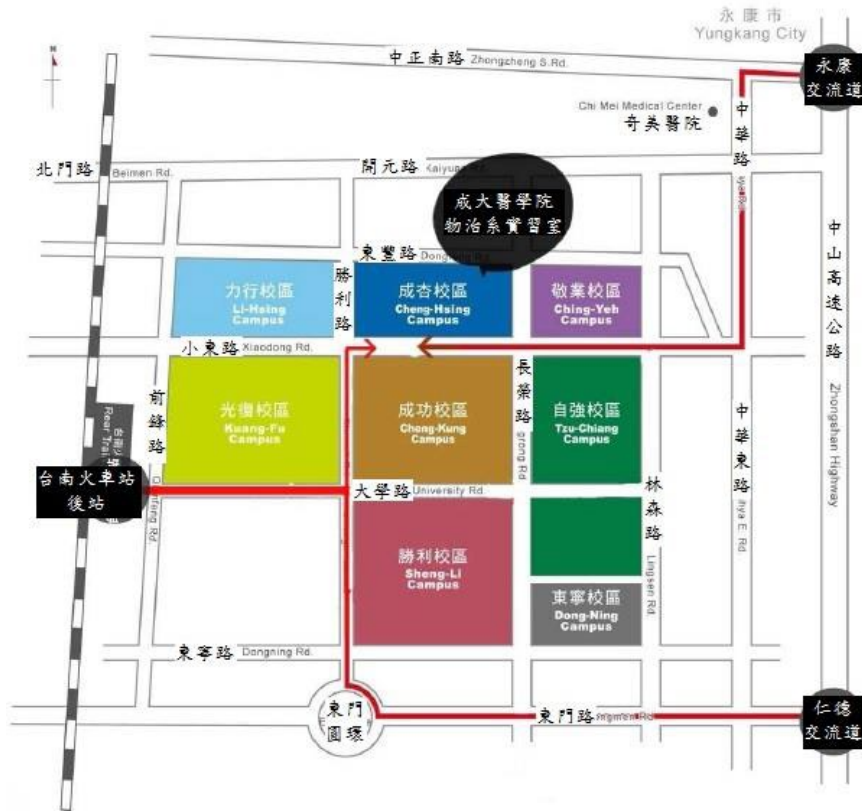 永康市
Yungkang City
中正南路 Zhongzheng S.Rd.
永康
交流道
Chi Mei Medical Center
奇美醫院
中華路
北門路
Beimen Rd.
開元路
成大醫學院
物治系實習室
東豐路
中山高速公路
Zhongshan Highway
力行校區
Li-Hsing
Campus
勝利路
成杏校區
Cheng-Hsing
Campus
敬業校區
Ching-Yeh
Campus
小東路 Xiaodong Rd.
前鋒路
光復校區
Kuang-Fu
Campus
成功校區
Cheng-Kung
Campus
長榮路
自強校區
Tzu-Chiang
Campus
中華東路
台南火車站
後站
大學路 University Rd.
林森路
Lingsen Rd.
勝利校區
Sheng-Li
Campus
東寧校區
Dong-Ning
Campus
東寧路 Dongning Rd.
東門
圓環
東門路
仁德
交流道